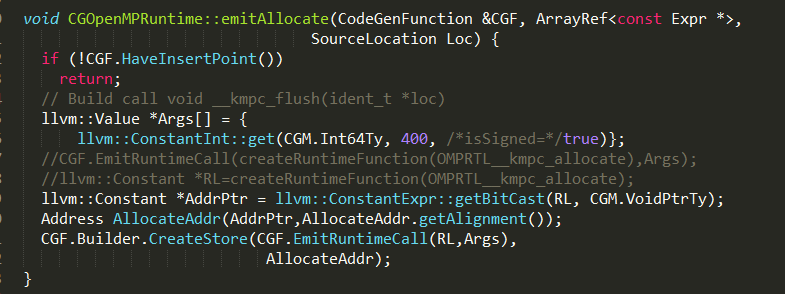 void CGOpenMPRuntime::emitAllocate(CodeGenFunction &CGF, ArrayRef<const Expr *>,
SourceLocation Loc) {
if (!CGF.HaveInsertPoint())
return;
// Build call void __kmpc_flush(ident_t *loc)
llvm::Value *Args[] = {
llvm::ConstantInt::get(CGM.Int64Ty, 400, /*isSigned=*/true)};
//CGF.EmitRuntimeCall(createRuntimeFunction(OMPRTL__kmpc_allocate),Args);
//llvm::Constant *RL=createRuntimeFunction(OMPRTL__kmpc_allocate);
llvm::Constant *AddrPtr = llvm::ConstantExpr::getBitCast(RL, CGM.VoidPtrTy);
Address AllocateAddr(AddrPtr,AllocateAddr.getAlignment());
CGF.Builder.CreateStore(CGF.EmitRuntimeCall(RL,Args),
AllocateAddr);
}